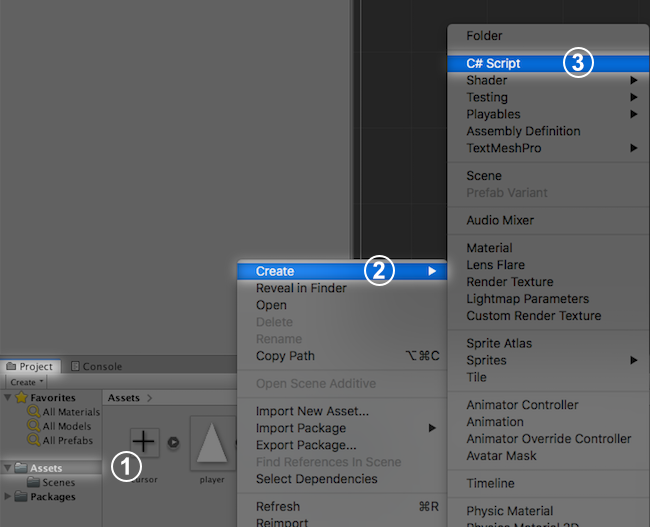 Folder
C# Script
3
Shader
Testing
Playables
Assembly Definition
TextMeshPro
Scene
Prefab Variant
Audio Mixer
Material
Lens Flare
Render Texture
Lightmap Parameters
Custom Render Texture
Sprite Atlas
Sprites
Tile
Animator Controller
Animation
Animator Override Controller
Avatar Mask
Timeline
Physic Material
Create
2
Reveal in Finder
Open
Delete
Rename
Copy Path ⌥⌘C
Open Scene Additive
Import New Asset...
Import Package
Export Package...
Find References In Scene
Select Dependencies
Refresh ⌘R
Reimport
Project Console
Create
Favorites
All Materials
All Models
All Prefabs
Assets
1
Scenes
Packages
Assets
player